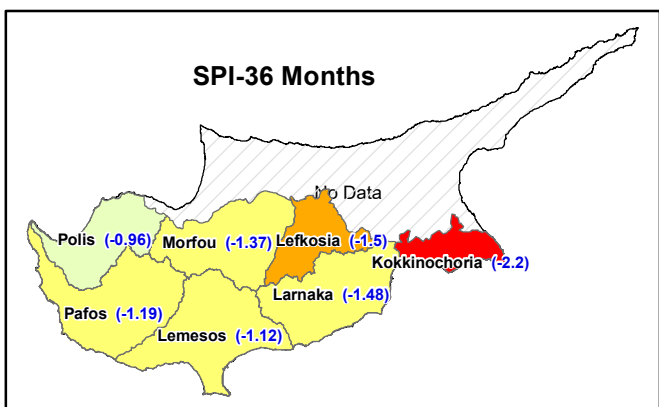 SPI-36 Months
No Data
Polis (-0.96)
Morfou (-1.37)
Lefkosia (-1.5)
Kokkinochoria (-2.2)
Larnaka (-1.48)
Pafos (-1.19)
Lemesos (-1.12)